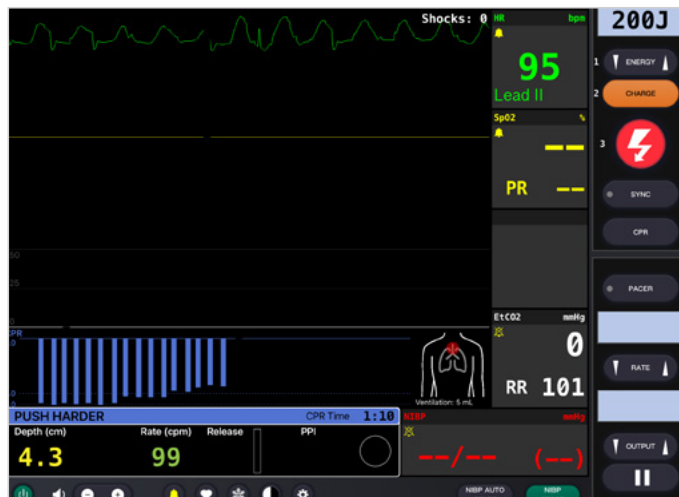 Shocks: 0
HR bpm
95
Lead II
SpO2 %
--
PR --
50
25
EtCO2 mmHg
0
RR 101
CPR
Ventilation: 5 mL
PUSH HARDER CPR Time 1:10
Depth (cm) Rate (cpm) Release PPI
4.3 99
NIBP mmHg
--/-- (--)
NIBP AUTO NIBP
200J
1 ENERGY
2 CHARGE
3
SYNC
CPR
PACER
RATE
OUTPUT